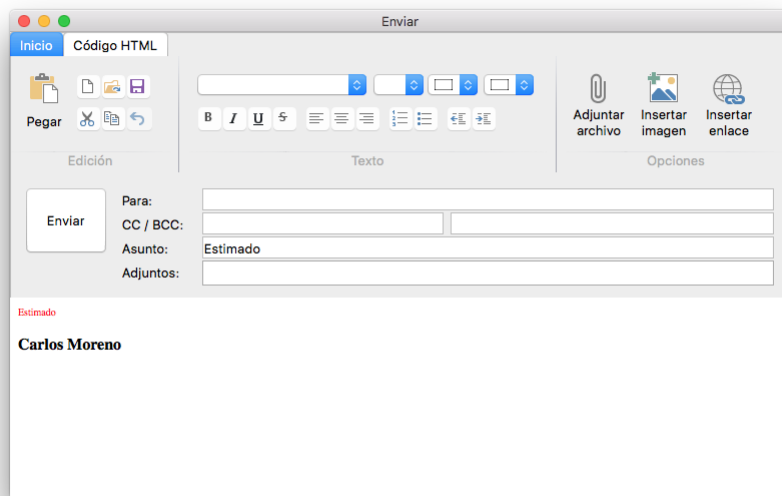 Enviar
Inicio Código HTML
Pegar
B I U S
Adjuntar archivo
Insertar imagen
Insertar enlace
Edición Texto Opciones
Enviar
Para:
CC / BCC:
Asunto: Estimado
Adjuntos:
Estimado
Carlos Moreno